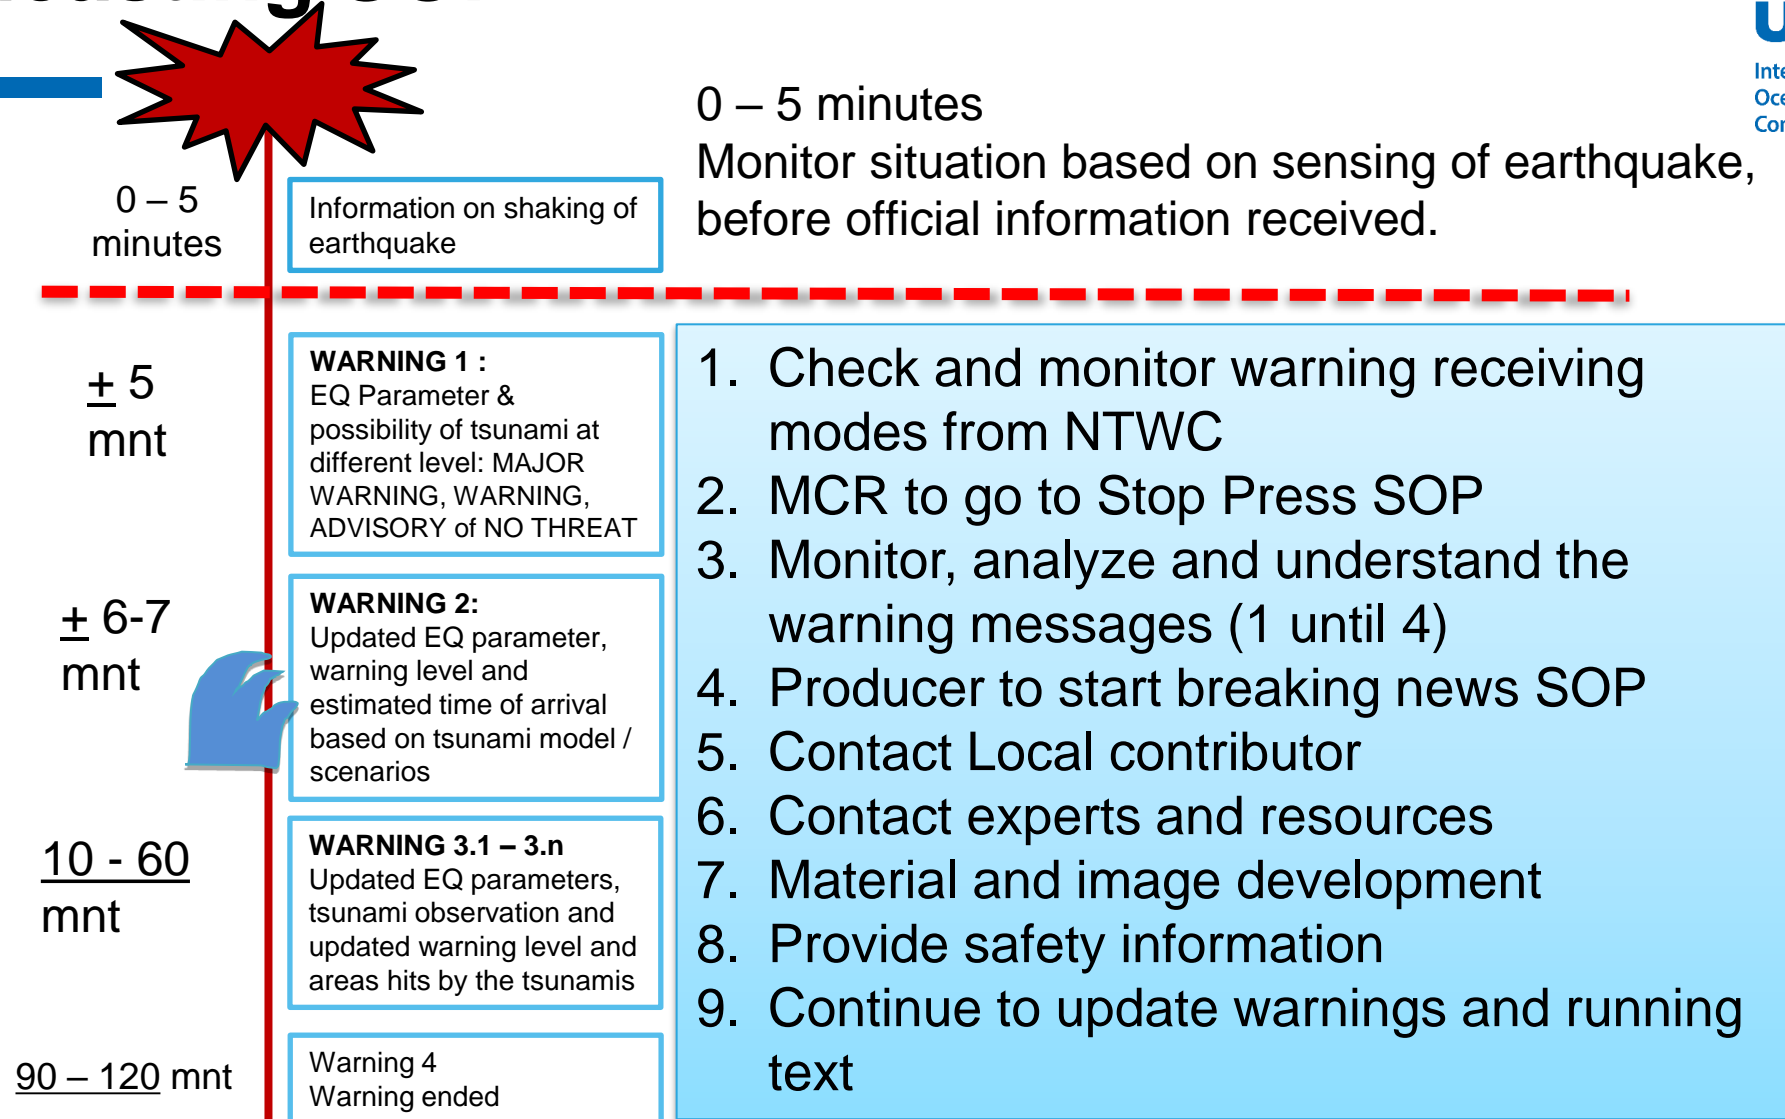 0 – 5 minutes
Monitor situation based on sensing of earthquake,
before official information received.
0 – 5
minutes
Information on shaking of
earthquake
± 5
mnt
WARNING 1 :
EQ Parameter &
possibility of tsunami at
different level: MAJOR
WARNING, WARNING,
ADVISORY of NO THREAT
± 6-7
mnt
WARNING 2:
Updated EQ parameter,
warning level and
estimated time of arrival
based on tsunami model /
scenarios
10 - 60
mnt
WARNING 3.1 – 3.n
Updated EQ parameters,
tsunami observation and
updated warning level and
areas hits by the tsunamis
90 – 120 mnt
Warning 4
Warning ended
1. Check and monitor warning receiving
modes from NTWC
2. MCR to go to Stop Press SOP
3. Monitor, analyze and understand the
warning messages (1 until 4)
4. Producer to start breaking news SOP
5. Contact Local contributor
6. Contact experts and resources
7. Material and image development
8. Provide safety information
9. Continue to update warnings and running
text